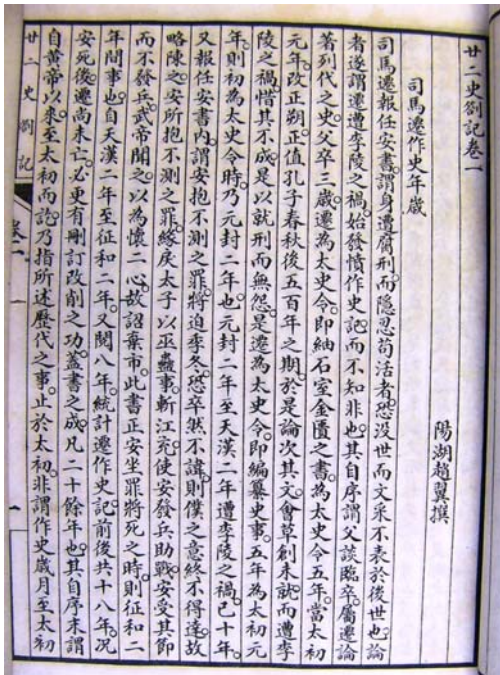 廿二史劄記卷一
陽湖趙翼撰
司馬遷作史年歲
司馬遷報任安書。謂身遭腐刑而隱忍苟活者。恐沒世而文采不表於後世也。論
者遂謂遷遭李陵之禍。始發憤作史記。而不知非也。其自序謂父談臨卒。屬遷論
著列代之史。父卒三歲。遷為太史令。即紬石室金匱之書。為太史令五年。當太初
元年。改正朔。正值孔子春秋後五百年之期。於是論次其文。會草創未就。而遭李
陵之禍。惜其不成。是以就刑而無怨。是遷為太史令。即編纂史事。五年為太初元
年。則初為太史令時。乃元封二年也。元封二年至天漢二年遭李陵之禍。已十年。
又報任安書內。謂安抱不測之罪。將迫季冬。恐卒然不諱。則僕之意終不得達。故
略陳之。安所抱不測之罪。緣戾太子以巫蠱事。斬江充。使安發兵助戰。安受其節
而不發兵。武帝聞之。以為懷二心。故詔棄市。此書正安坐罪將死之時。則征和二
年間事也。自天漢二年至征和二年。又閱八年。統計遷作史記。前後共十八年。況
安死後。遷尚未亡。必更有刪訂改削之功。蓋書之成。凡二十餘年也。其自序末謂
自黃帝以來。至太初而訖。乃指所述歷代之事。止於太初。非謂作史歲月至太初
廿二史劄記
卷一
一